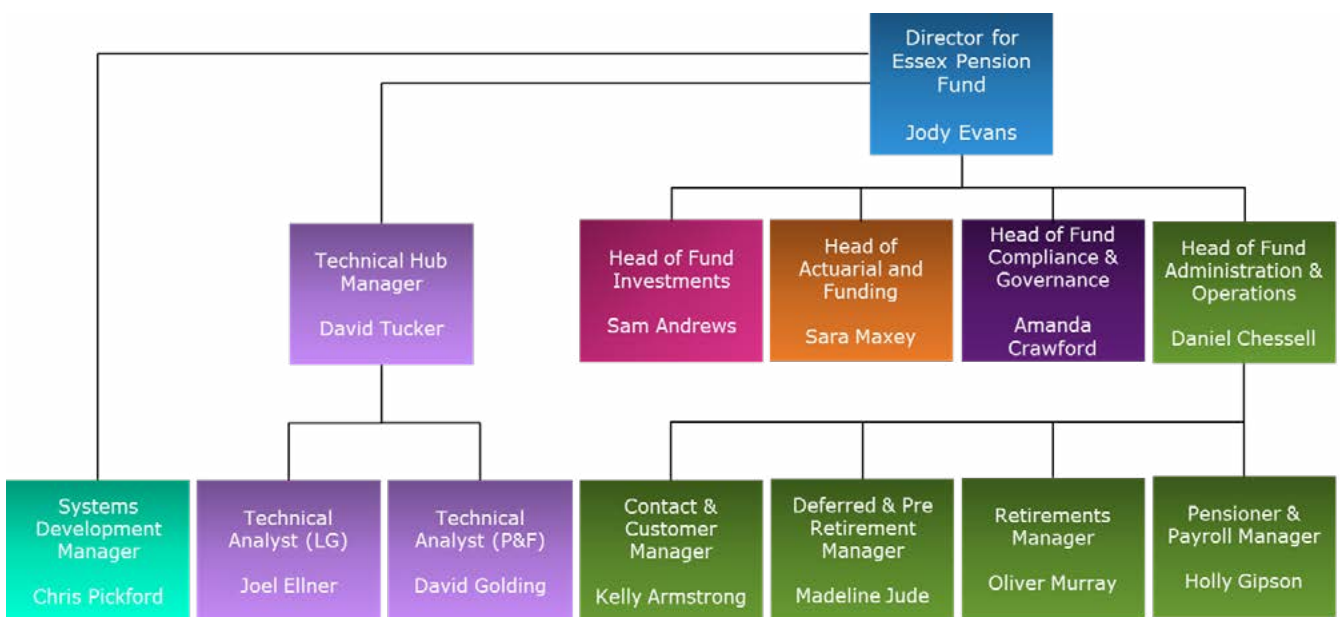 Director for
Essex Pension
Fund
Jody Evans
Technical Hub
Manager
David Tucker
Head of Fund
Investments
Sam Andrews
Head of
Actuarial and
Funding
Sara Maxey
Head of Fund
Compliance &
Governance
Amanda
Crawford
Head of Fund
Administration &
Operations
Daniel Chessell
Systems
Development
Manager
Chris Pickford
Technical
Analyst (LG)
Joel Ellner
Technical
Analyst (P&F)
David Golding
Contact &
Customer
Manager
Kelly Armstrong
Deferred & Pre
Retirement
Manager
Madeline Jude
Retirements
Manager
Oliver Murray
Pensioner &
Payroll Manager
Holly Gipson